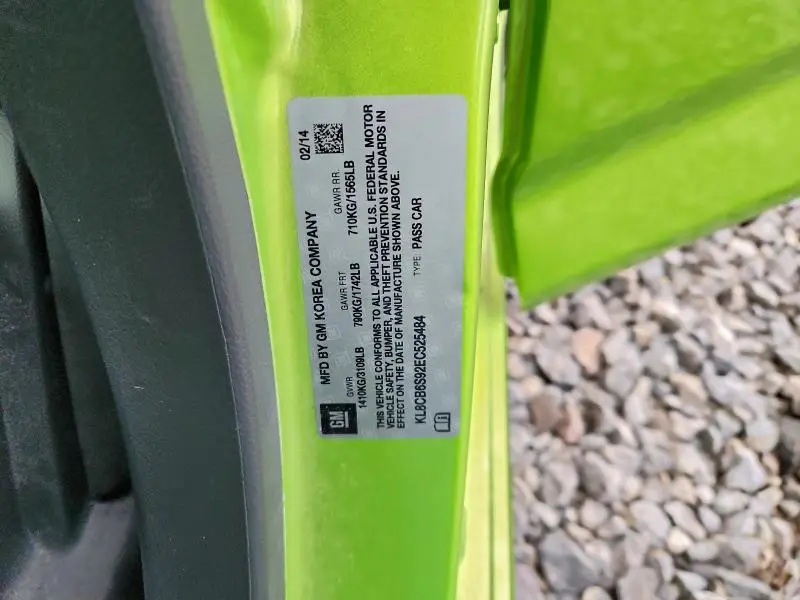 GM
MFD BY GM KOREA COMPANY
02/14
GVWR
GAWR FRT
GAWR RR.
1410KG/3109LB
790KG/1742LB
710KG/1565LB
THIS VEHICLE CONFORMS TO ALL APPLICABLE U.S. FEDERAL MOTOR
VEHICLE SAFETY, BUMPER, AND THEFT PREVENTION STANDARDS IN
EFFECT ON THE DATE OF MANUFACTURE SHOWN ABOVE.
KL8CB6S92EC525484
TYPE: PASS CAR